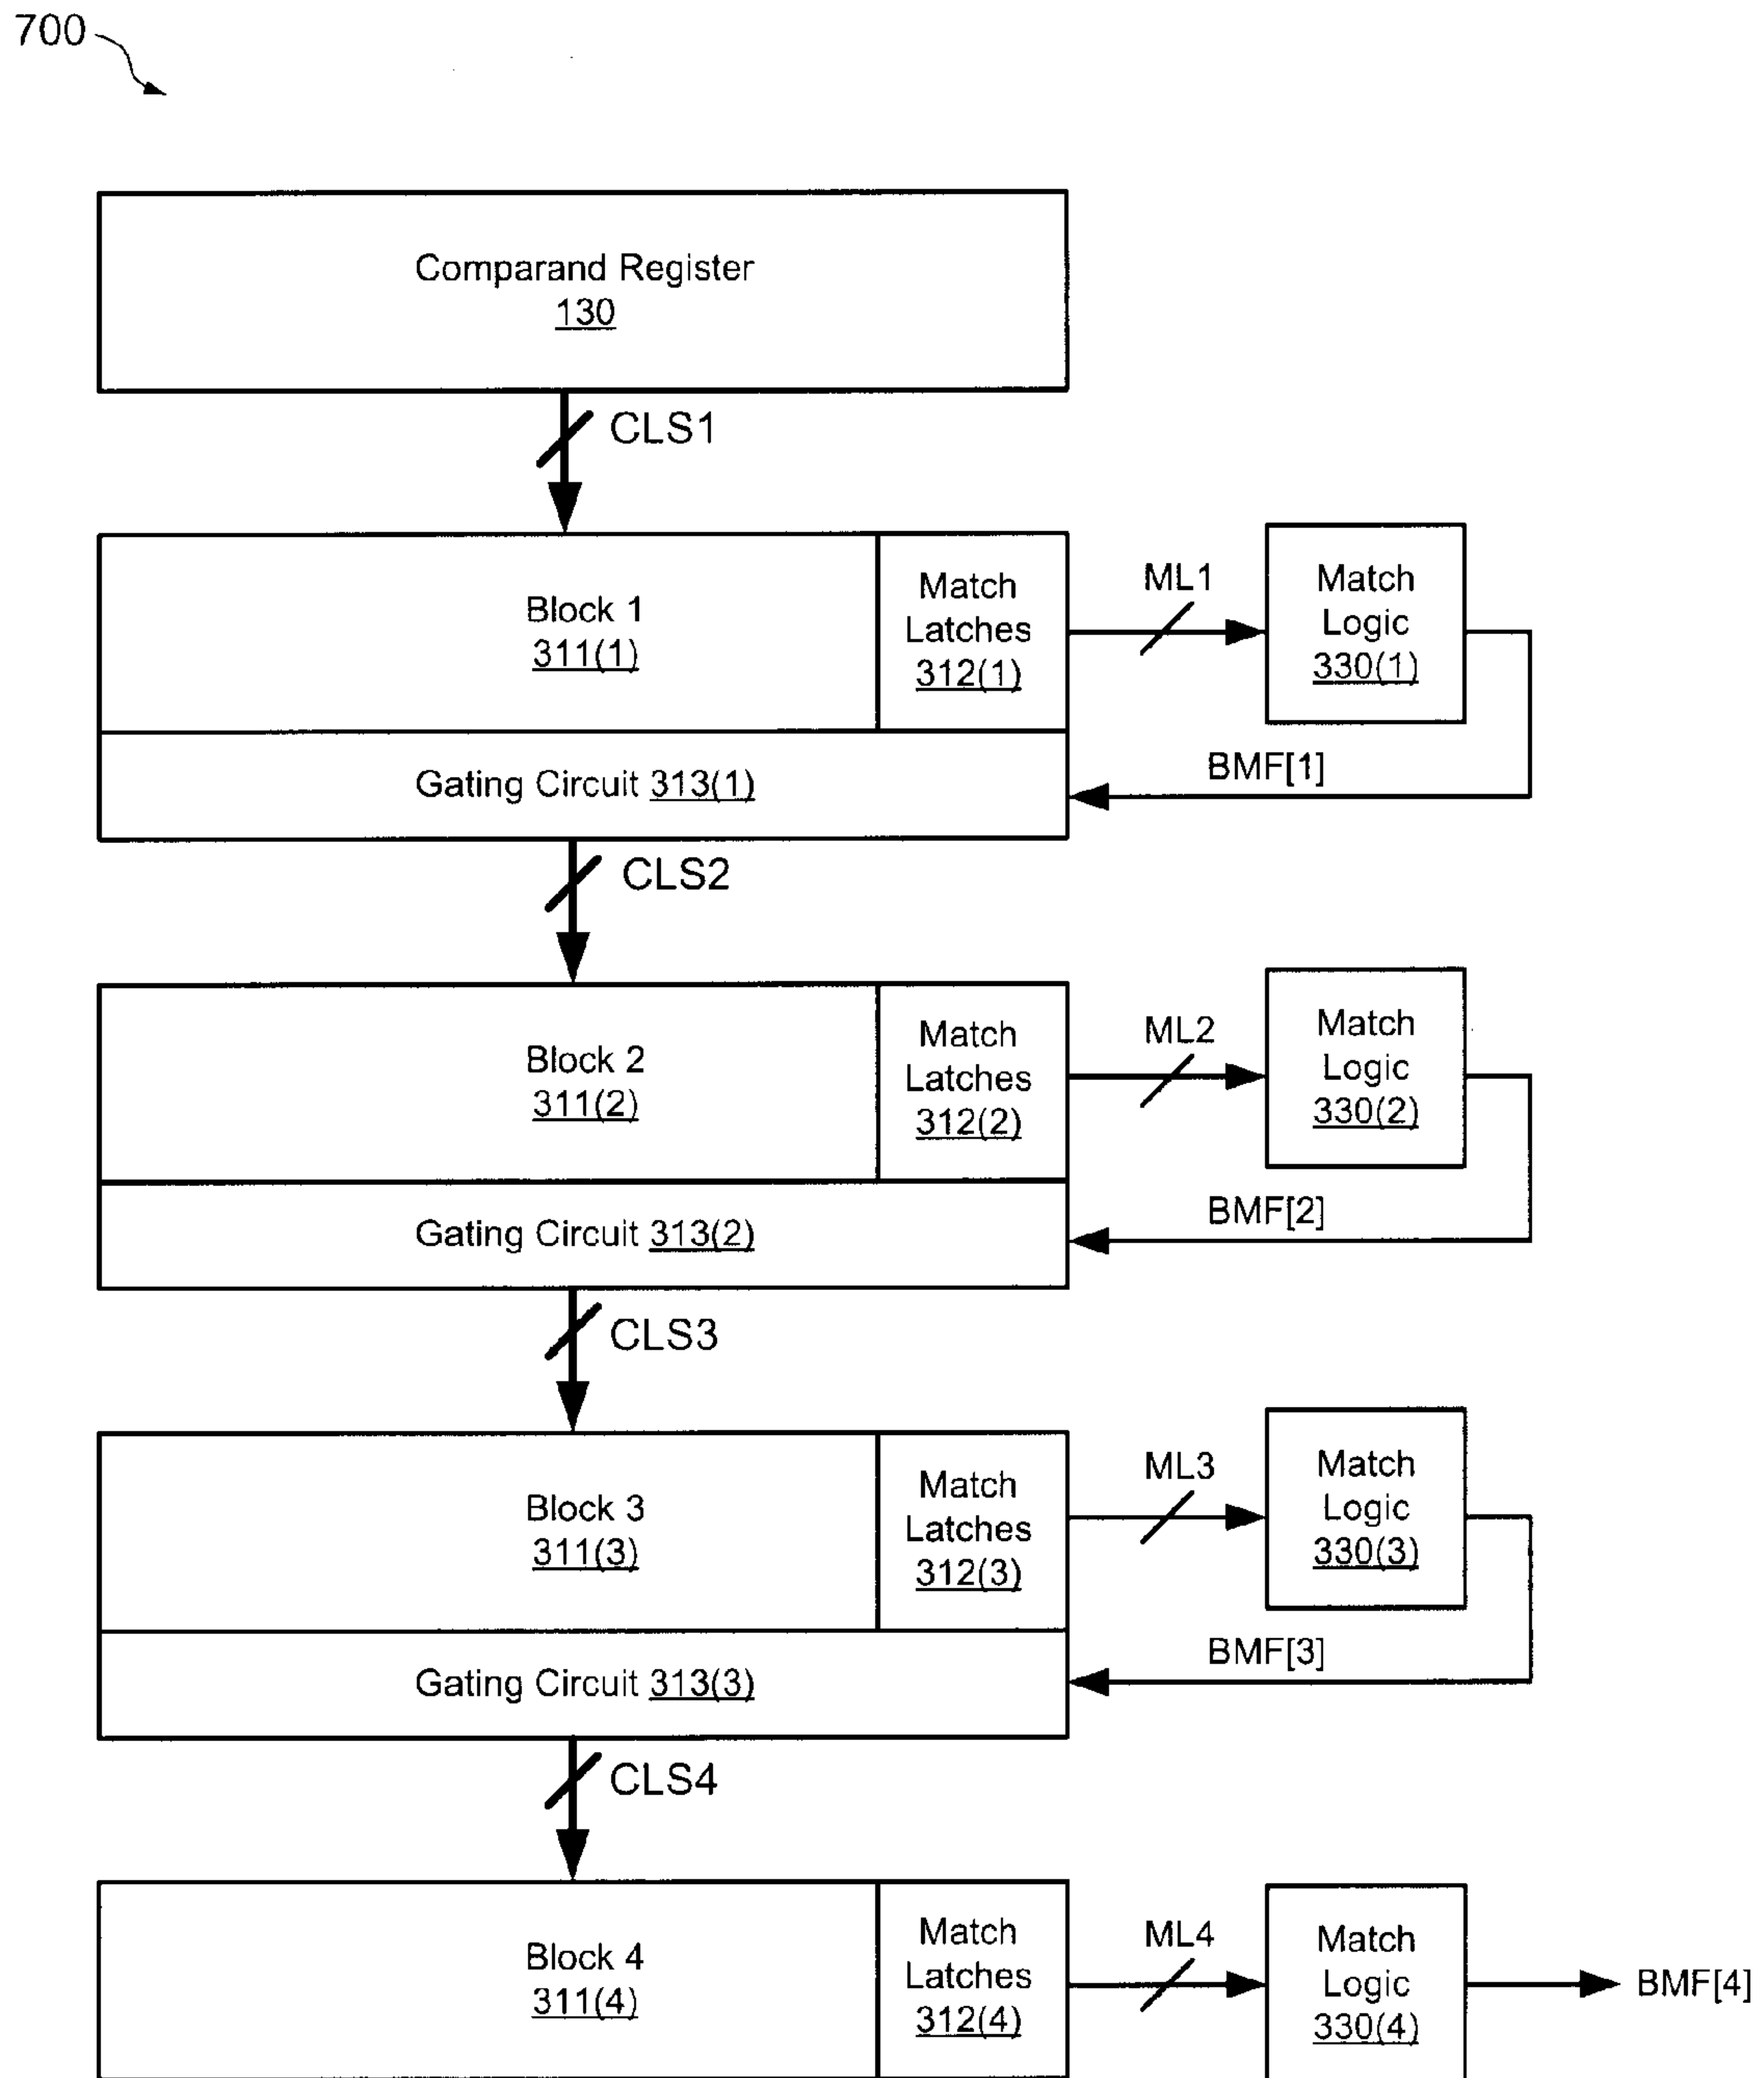 700
Comparand Register
130
CLS1
Block 1
311(1)
Match
Latches
312(1)
ML1
Match
Logic
330(1)
Gating Circuit 313(1)
BMF[1]
CLS2
Block 2
311(2)
Match
Latches
312(2)
ML2
Match
Logic
330(2)
Gating Circuit 313(2)
BMF[2]
CLS3
Block 3
311(3)
Match
Latches
312(3)
ML3
Match
Logic
330(3)
Gating Circuit 313(3)
BMF[3]
CLS4
Block 4
311(4)
Match
Latches
312(4)
ML4
Match
Logic
330(4)
BMF[4]